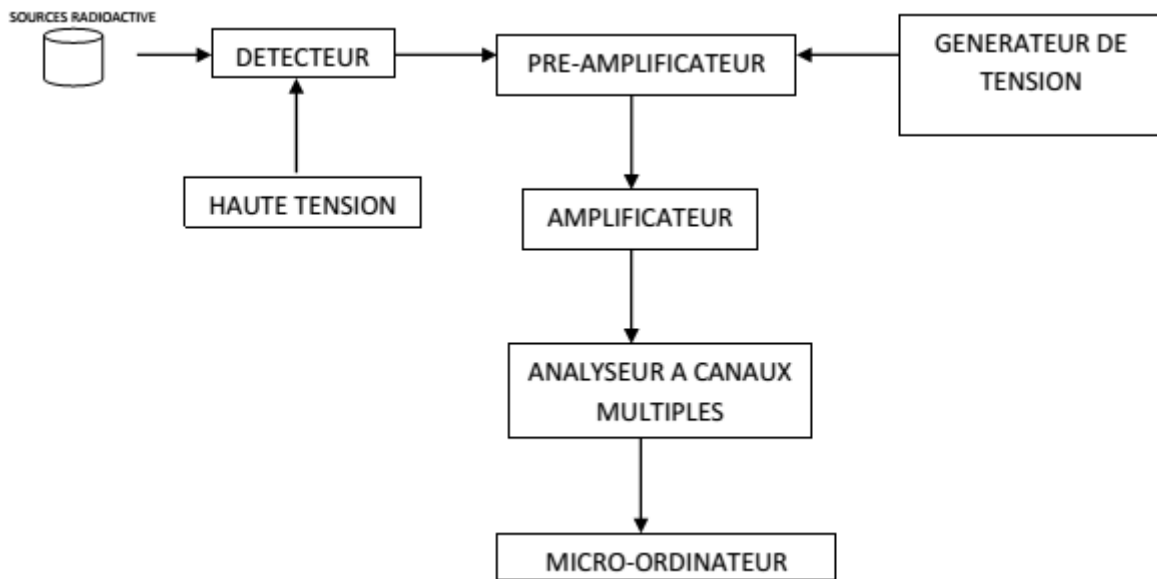 SOURCES RADIOACTIVE
DETECTEUR
PRE-AMPLIFICATEUR
GENERATEUR DE
TENSION
HAUTE TENSION
AMPLIFICATEUR
ANALYSEUR A CANAUX
MULTIPLES
MICRO-ORDINATEUR